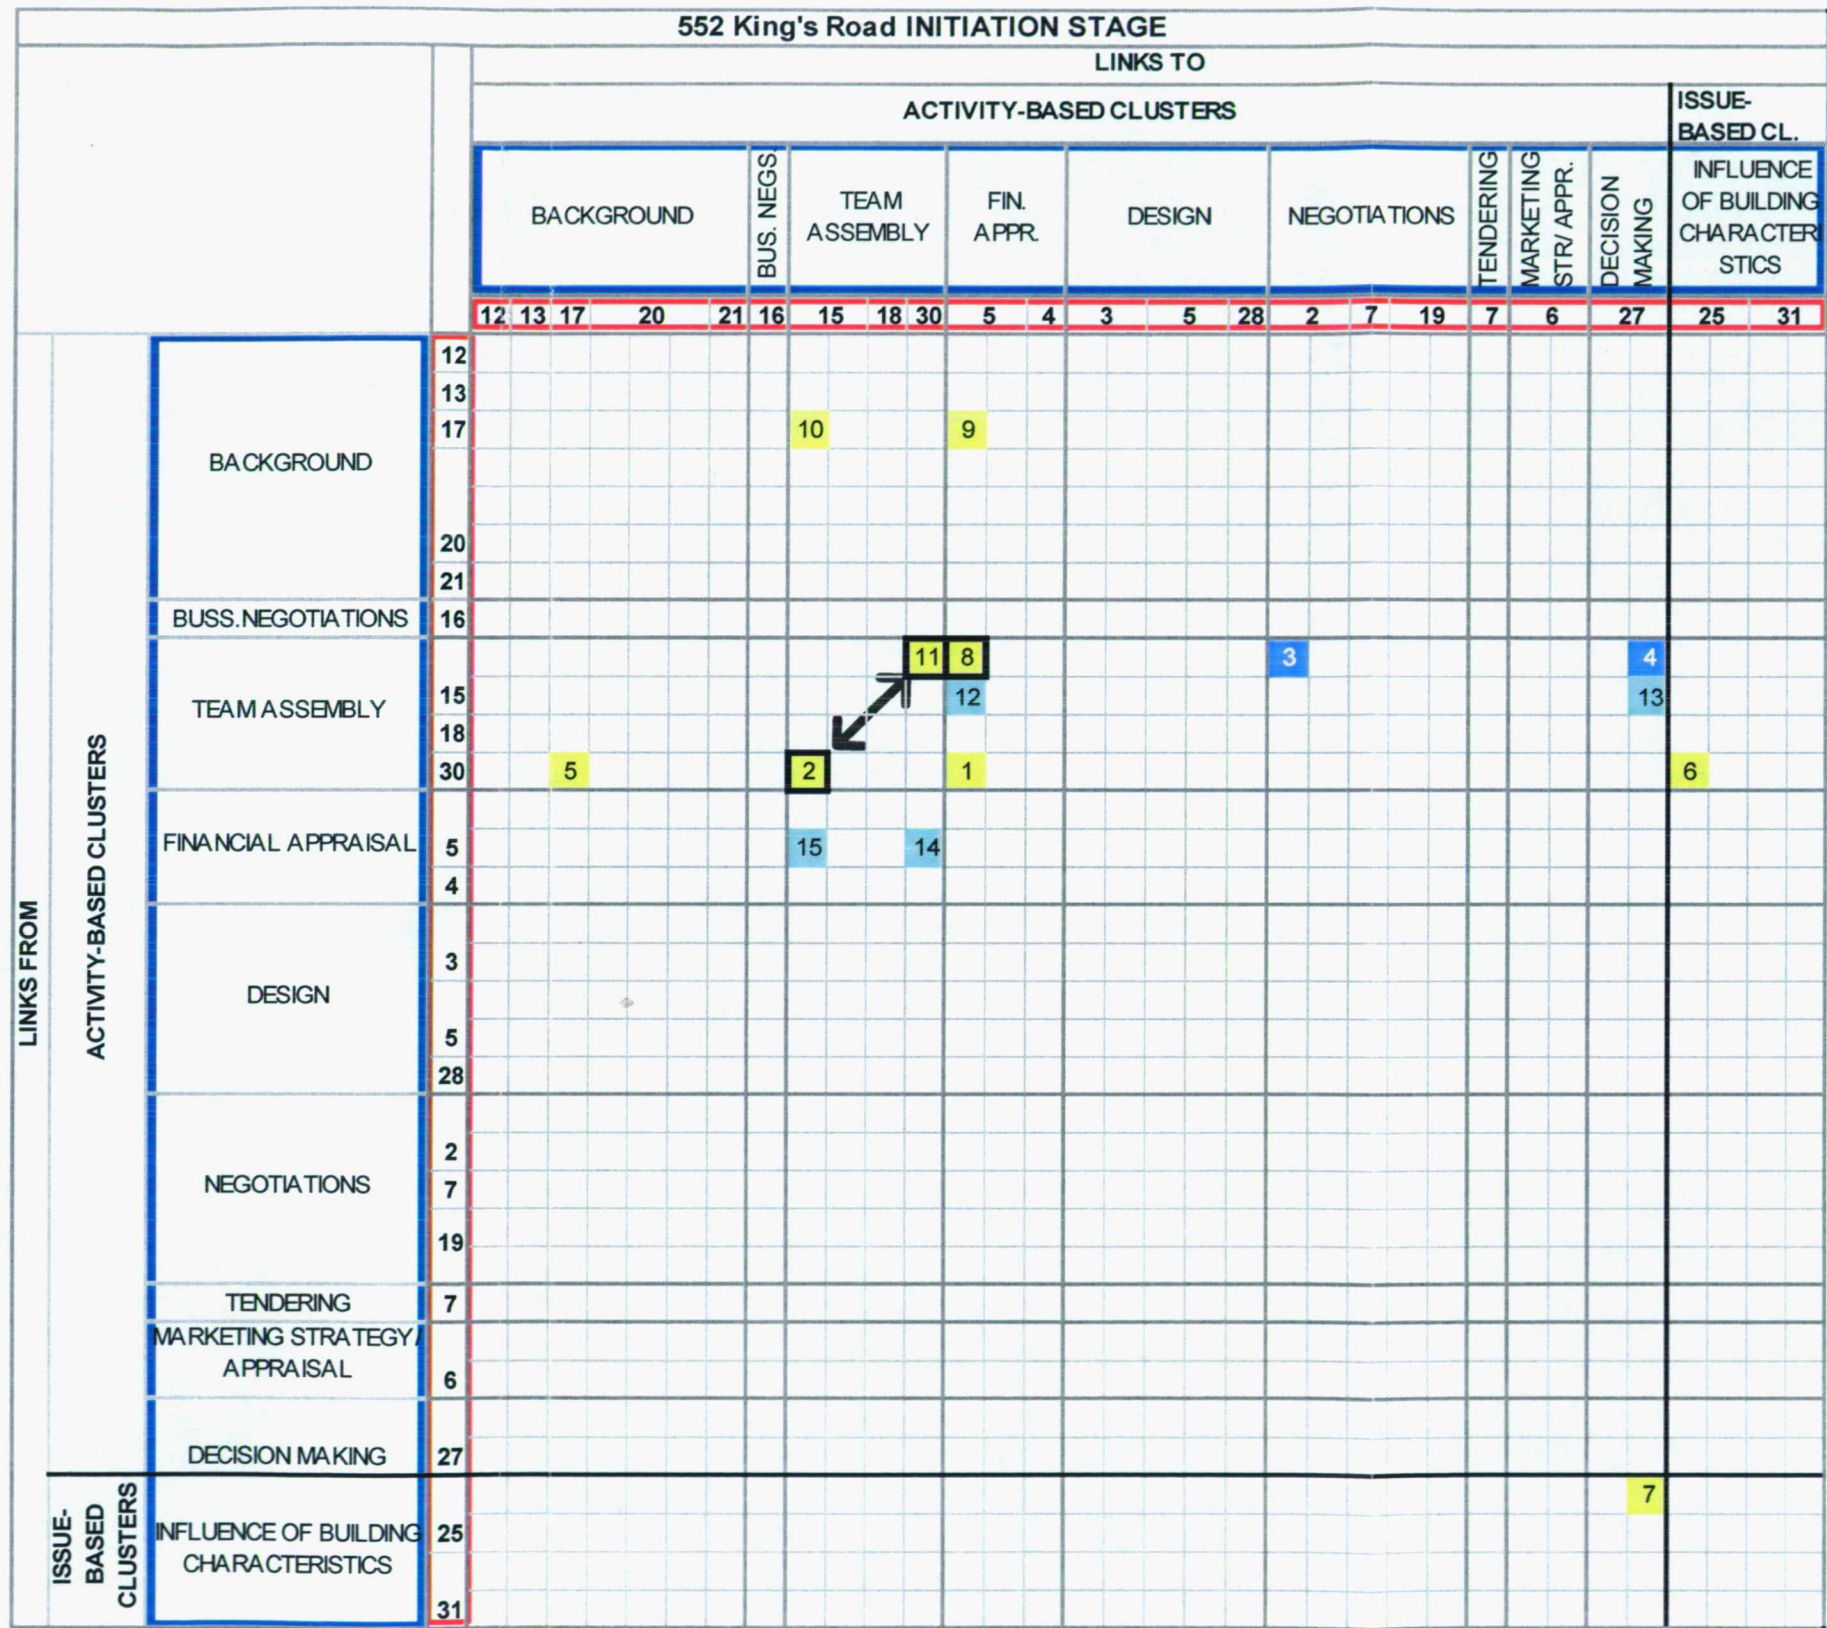 552 King's Road INITIATION STAGE
LINKS TO
ACTIVITY-BASED CLUSTERS
ISSUE-
BASED CL.
BACKGROUND
BUS. NEGS.
TEAM
ASSEMBLY
FIN.
APPR.
DESIGN
NEGOTIATIONS
TENDERING
MARKETING
STR/ APPR.
DECISION
MAKING
INFLUENCE
OF BUILDING
CHARACTERI
STICS
12 13 17 20 21 16 15 18 30 5 4 3 5 28 2 7 19 7 6 27 25 31
LINKS FROM
ACTIVITY-BASED CLUSTERS
BACKGROUND
12
13
17 10 9
20
21
BUSS.NEGOTIATIONS 16
TEAM ASSEMBLY
11 8 3 4
15 12 13
18
30 5 2 1 6
FINANCIAL APPRAISAL 5 15 14
4
DESIGN
3
5
28
NEGOTIATIONS
2
7
19
TENDERING 7
MARKETING STRATEGY/
APPRAISAL
6
DECISION MAKING 27
ISSUE-
BASED
CLUSTERS
7
INFLUENCE OF BUILDING 25
CHARACTERISTICS
31